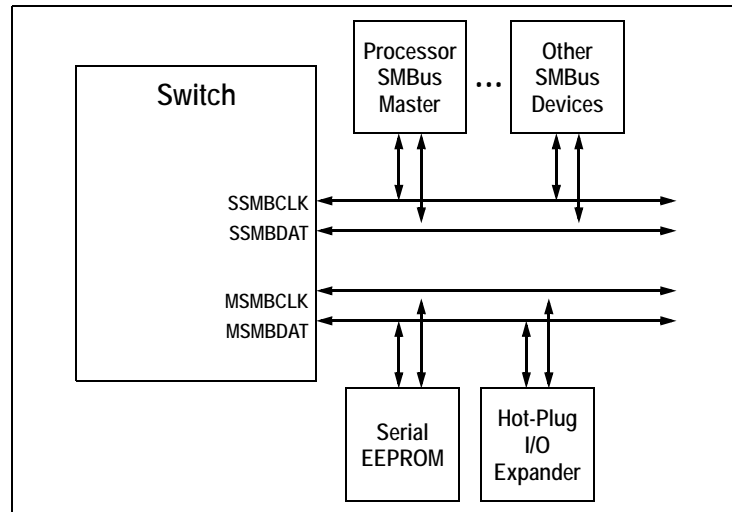 Switch
Processor
SMBus
Master
...
Other
SMBus
Devices
SSMBCLK
SSMBDAT
MSMBCLK
MSMBDAT
Serial
EEPROM
Hot-Plug
I/O
Expander